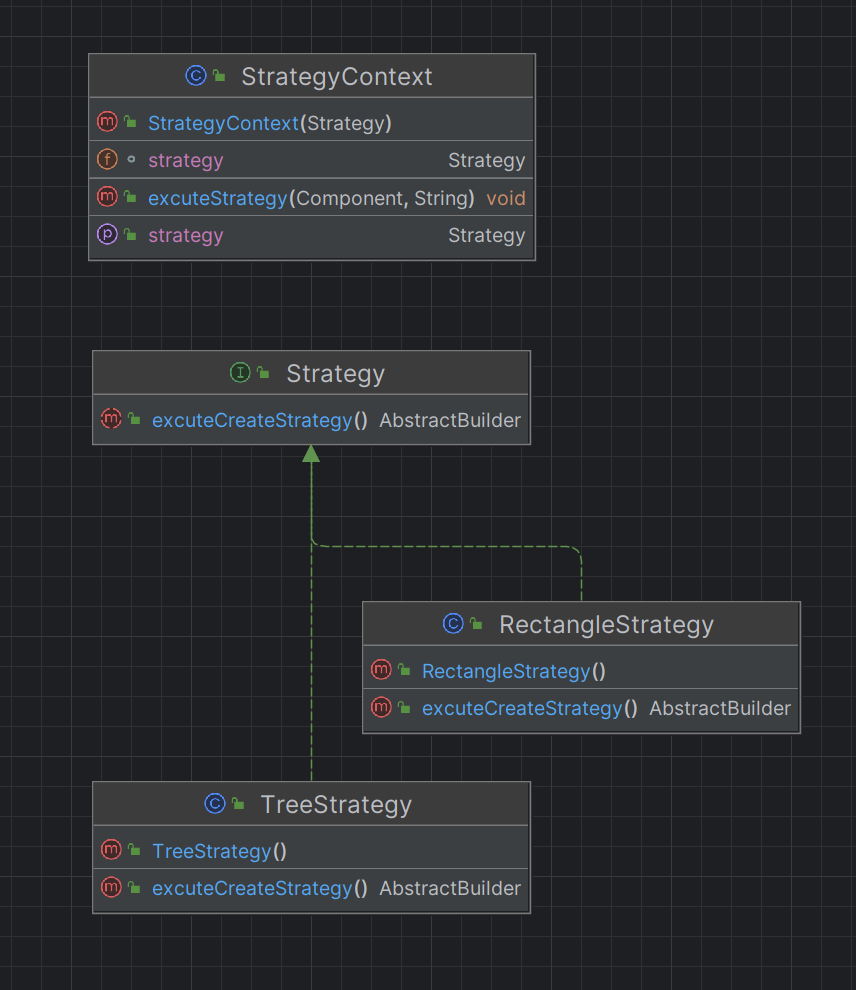 C StrategyContext
m StrategyContext(Strategy)
f strategy Strategy
m excuteStrategy(Component, String) void
p strategy Strategy
I Strategy
m excuteCreateStrategy() AbstractBuilder
C RectangleStrategy
m RectangleStrategy()
m excuteCreateStrategy() AbstractBuilder
C TreeStrategy
m TreeStrategy()
m excuteCreateStrategy() AbstractBuilder